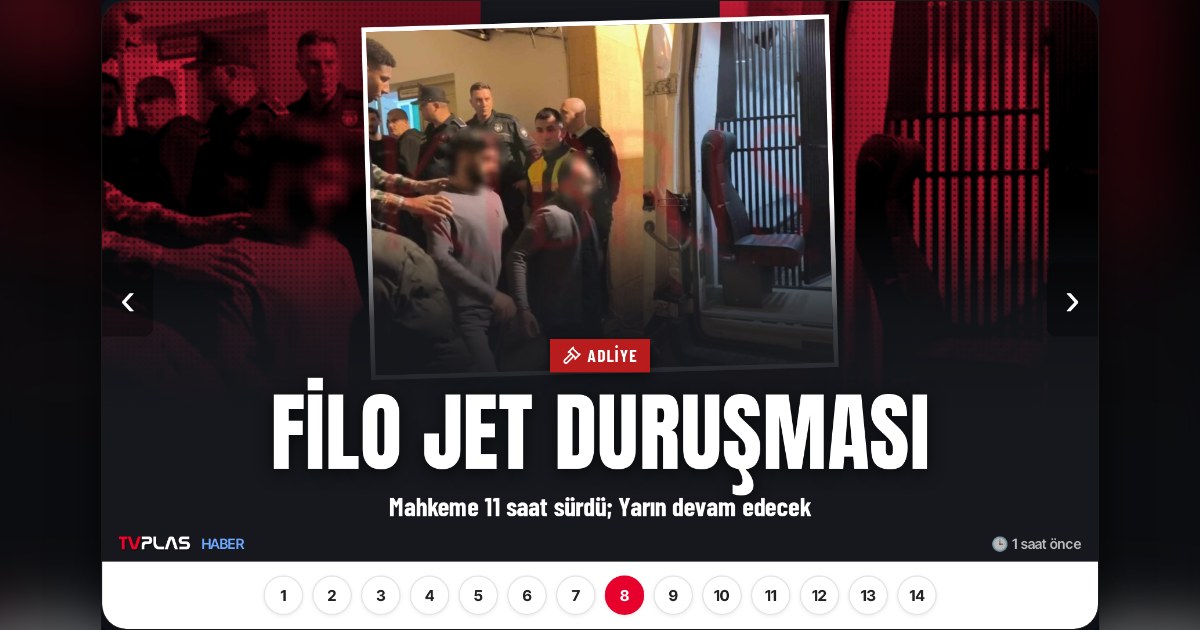 ADLİYE
FİLO JET DURUŞMASI
Mahkeme 11 saat sürdü; Yarın devam edecek
TVPLAS HABER
1 saat önce
1 2 3 4 5 6 7 8 9 10 11 12 13 14